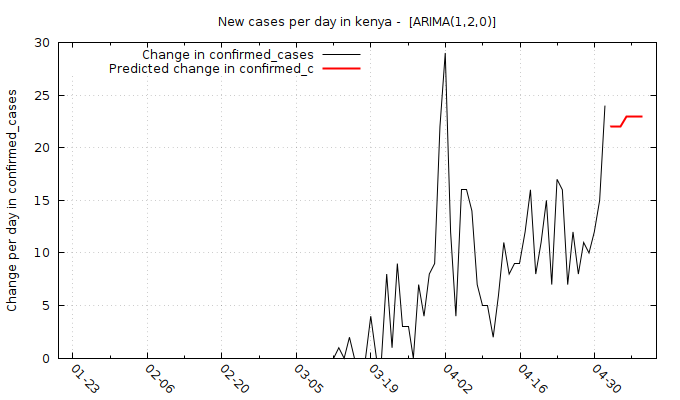 New cases per day in kenya -  [ARIMA(1,2,0)]
Change in confirmed_cases
Predicted change in confirmed_c
Change per day in confirmed_cases
30
25
20
15
10
5
0
01-23 02-06 02-20 03-05 03-19 04-02 04-16 04-30